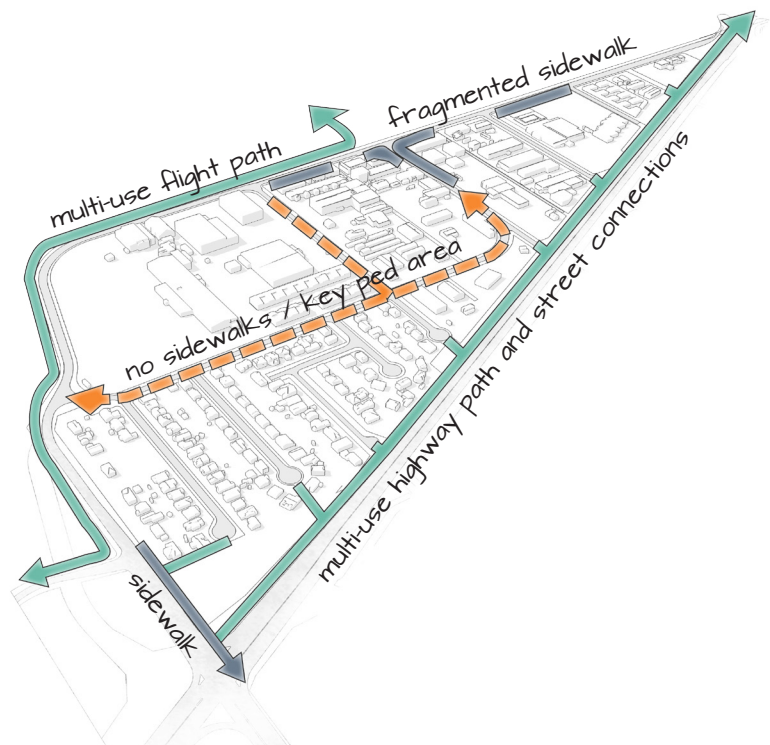 fragmented sidewalk
multi-use flight path
no sidewalks / key ped area
multi-use highway path and street connections
sidewalk